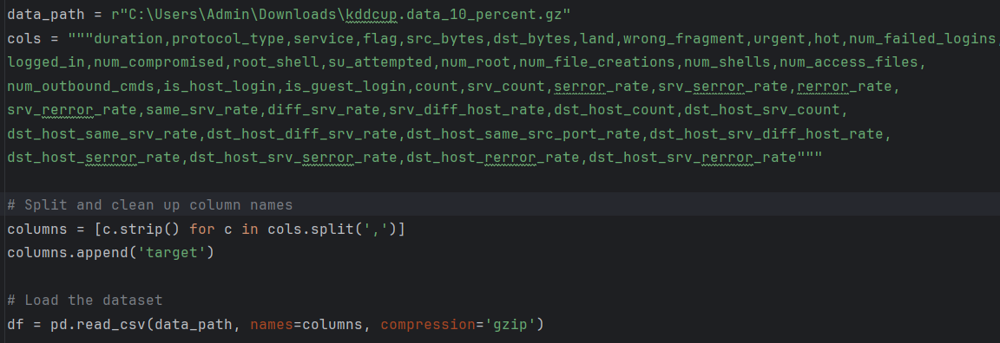 data_path = r"C:\Users\Admin\Downloads\kddcup.data_10_percent.gz"
cols = """duration,protocol_type,service,flag,src_bytes,dst_bytes,land,wrong_fragment,urgent,hot,num_failed_logins,
logged_in,num_compromised,root_shell,su_attempted,num_root,num_file_creations,num_shells,num_access_files,
num_outbound_cmds,is_host_login,is_guest_login,count,srv_count,serror_rate,srv_serror_rate,rerror_rate,
srv_rerror_rate,same_srv_rate,diff_srv_rate,srv_diff_host_rate,dst_host_count,dst_host_srv_count,
dst_host_same_srv_rate,dst_host_diff_srv_rate,dst_host_same_src_port_rate,dst_host_srv_diff_host_rate,
dst_host_serror_rate,dst_host_srv_serror_rate,dst_host_rerror_rate,dst_host_srv_rerror_rate"""
# Split and clean up column names
columns = [c.strip() for c in cols.split(',')]
columns.append('target')
# Load the dataset
df = pd.read_csv(data_path, names=columns, compression='gzip')